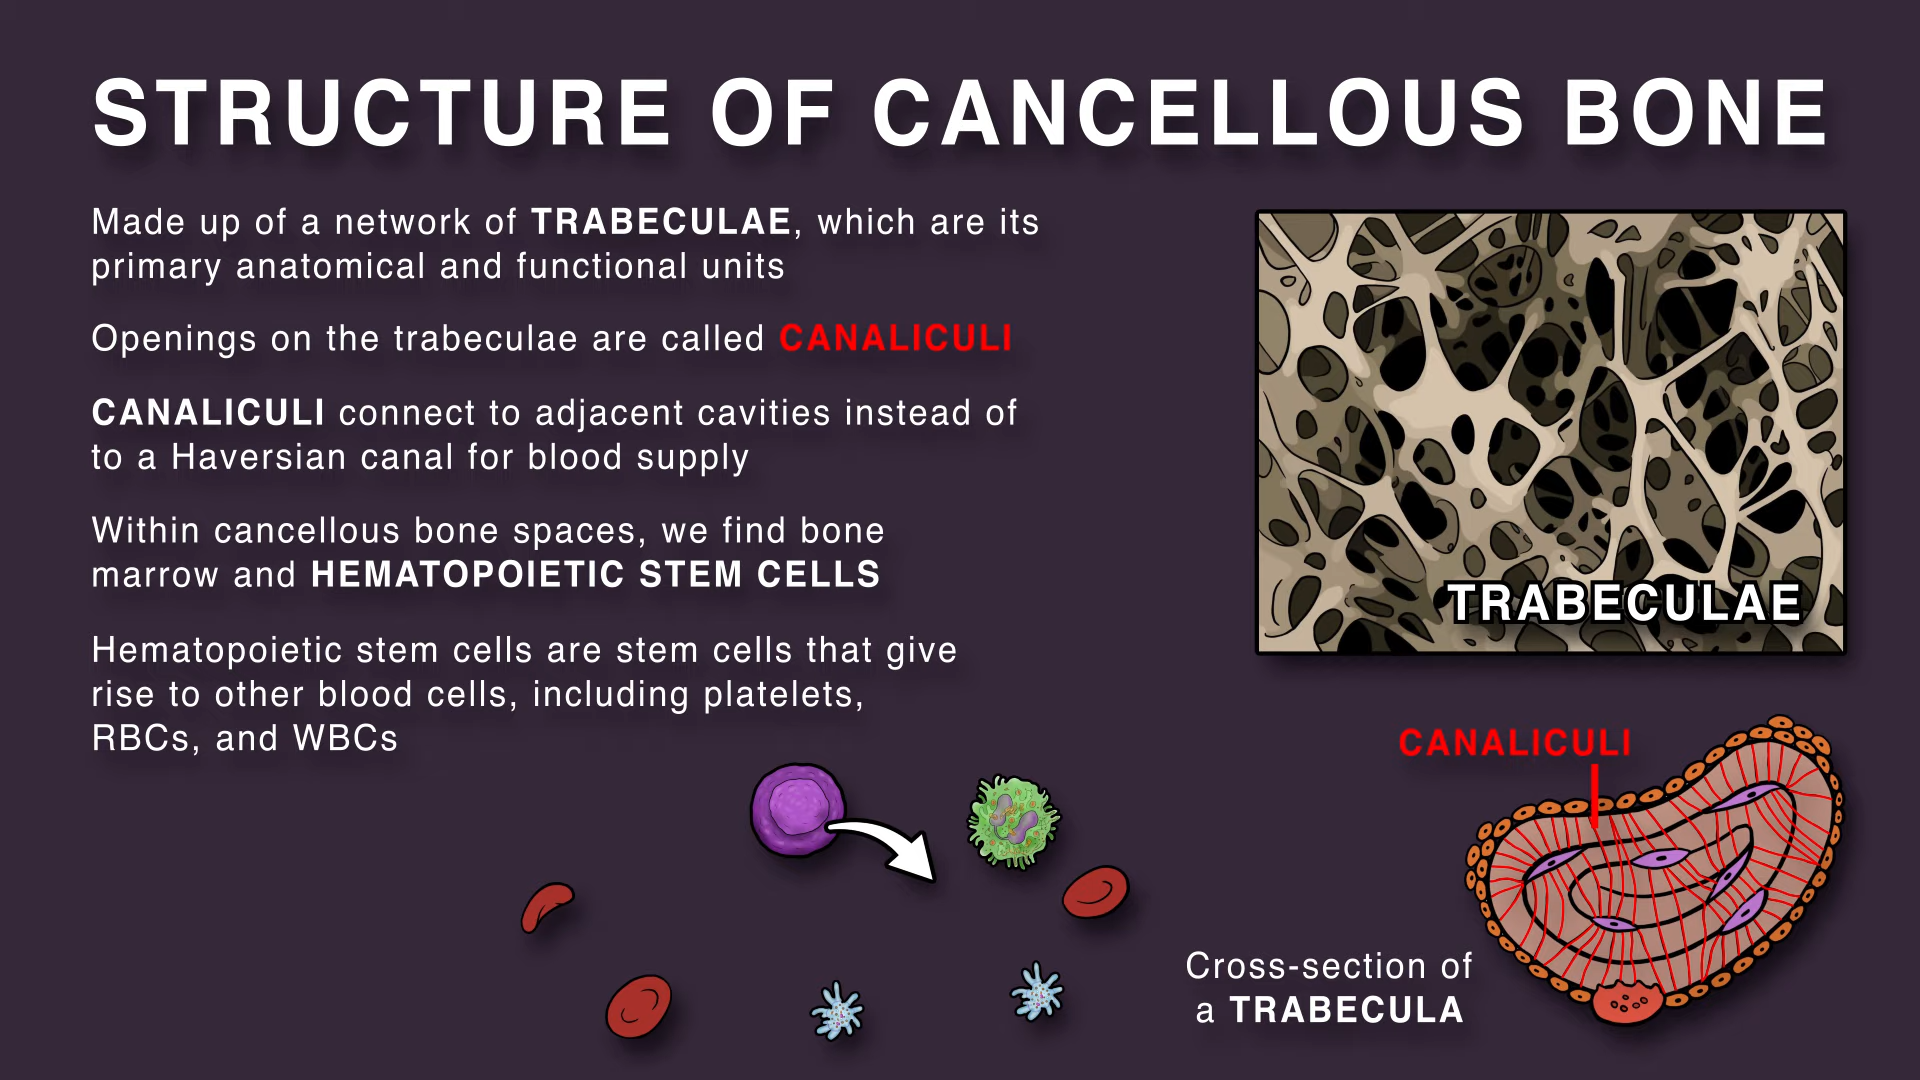 STRUCTURE OF CANCELLOUS BONE
Made up of a network of TRABECULAE, which are its
primary anatomical and functional units
Openings on the trabeculae are called CANALICULI
CANALICULI connect to adjacent cavities instead of
to a Haversian canal for blood supply
Within cancellous bone spaces, we find bone
marrow and HEMATOPOIETIC STEM CELLS
Hematopoietic stem cells are stem cells that give
rise to other blood cells, including platelets,
RBCs, and WBCs
TRABECULAE
CANALICULI
Cross-section of
a TRABECULA